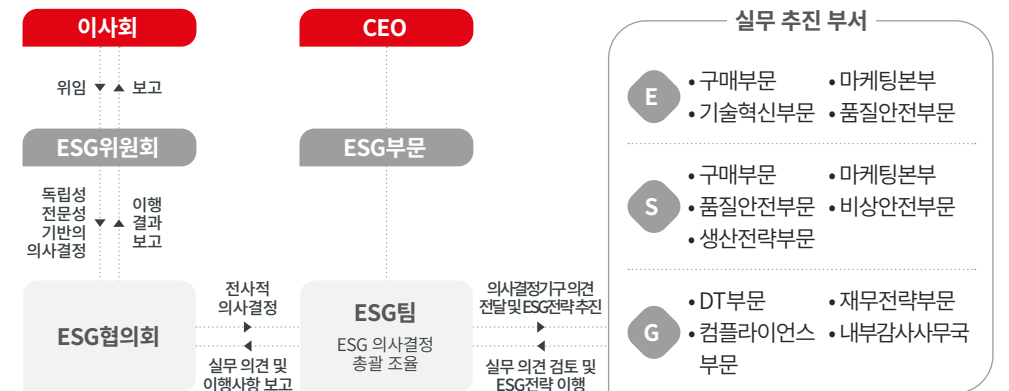 이사회
CEO
실무 추진 부서
위임 ▼ ▲ 보고
E
• 구매부문
• 마케팅본부
• 기술혁신부문
• 품질안전부문
ESG위원회
ESG부문
독립성
전문성
기반의
의사결정
▼ ▲
이행
결과
보고
S
• 구매부문
• 마케팅본부
• 품질안전부문
• 비상안전부문
• 생산전략부문
ESG협의회
전사적
의사결정
▶
◀
실무 의견 및
이행사항 보고
ESG팀
ESG 의사결정
총괄 조율
의사결정기구 의견
전달 및 ESG전략 추진
▶
◀
실무 의견 검토 및
ESG전략 이행
G
• DT부문
• 재무전략부문
• 컴플라이언스
부문
• 내부감사사무국